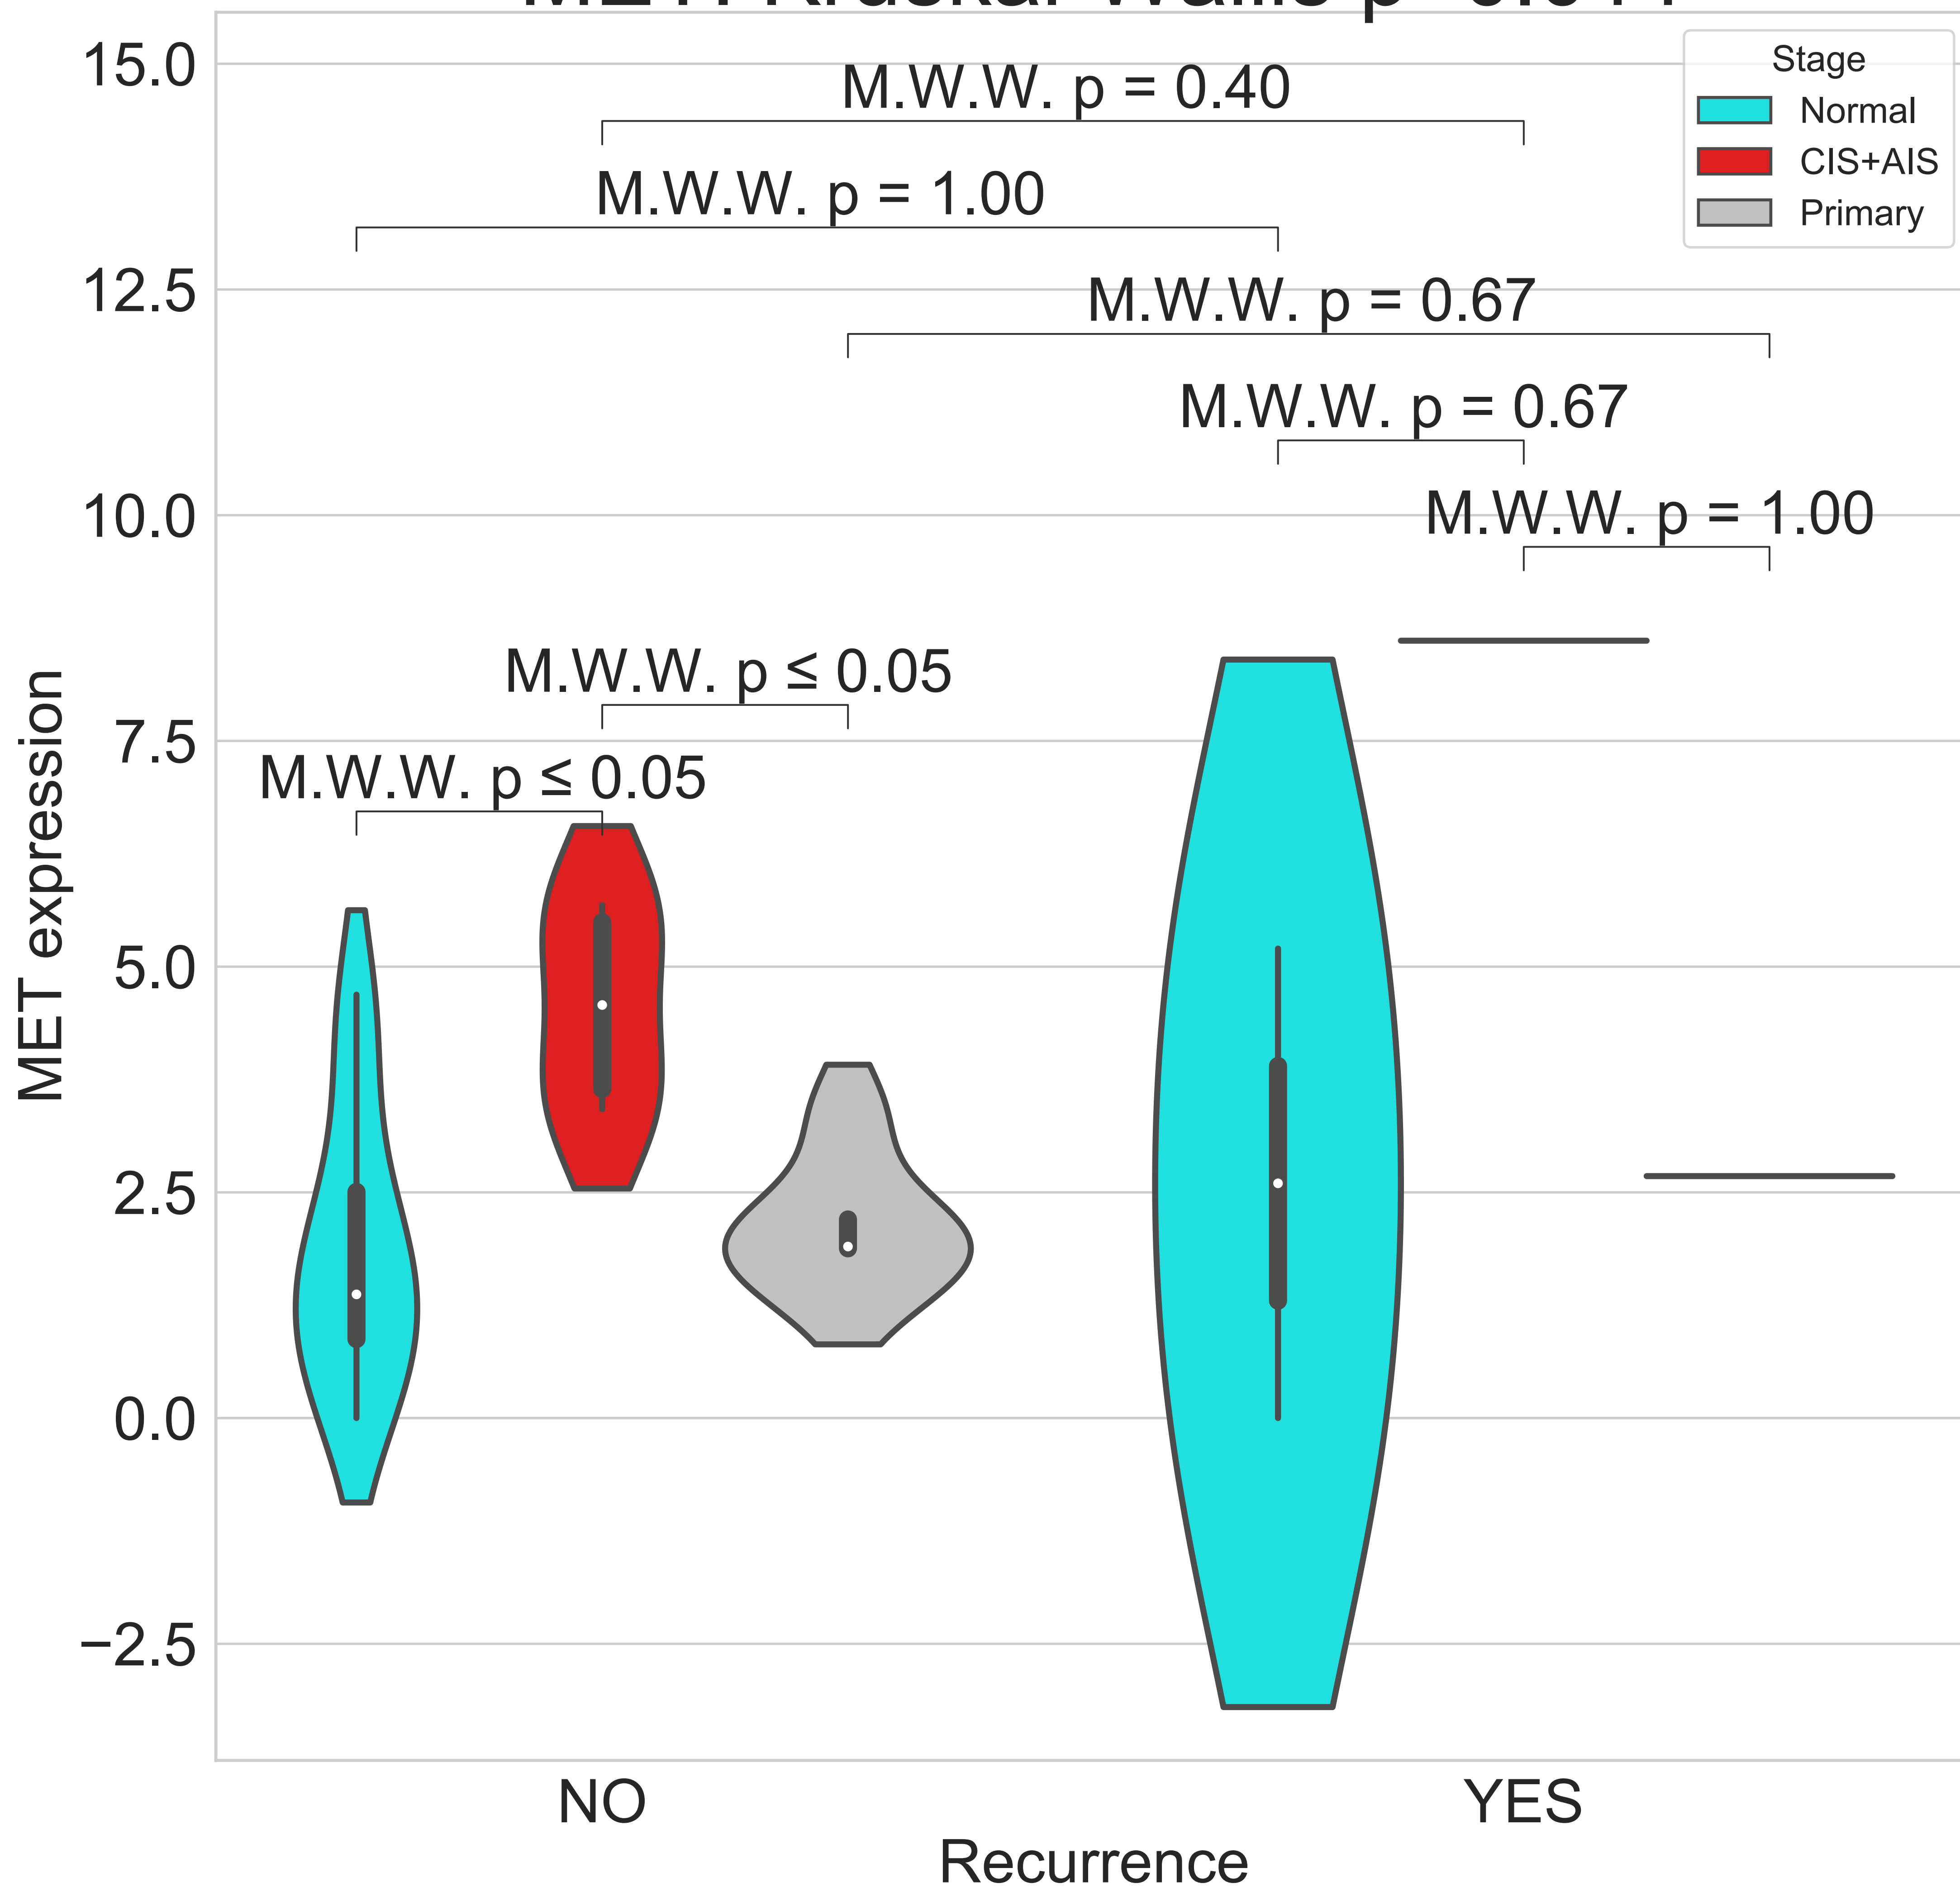 15.0
12.5
10.0
7.5
5.0
2.5
0.0
−2.5
MET expression
M.W.W. p = 0.40
M.W.W. p = 1.00
M.W.W. p = 0.67
M.W.W. p = 0.67
M.W.W. p = 1.00
M.W.W. p ≤ 0.05
M.W.W. p ≤ 0.05
Stage
Normal
CIS+AIS
Primary
NO
YES
Recurrence